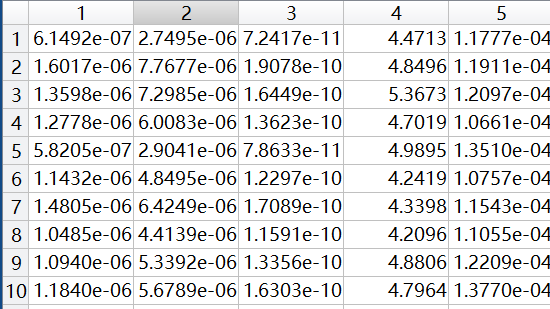 1 2 3 4 5
1 6.1492e-07 2.7495e-06 7.2417e-11 4.4713 1.1777e-04
2 1.6017e-06 7.7677e-06 1.9078e-10 4.8496 1.1911e-04
3 1.3598e-06 7.2985e-06 1.6449e-10 5.3673 1.2097e-04
4 1.2778e-06 6.0083e-06 1.3623e-10 4.7019 1.0661e-04
5 5.8205e-07 2.9041e-06 7.8633e-11 4.9895 1.3510e-04
6 1.1432e-06 4.8495e-06 1.2297e-10 4.2419 1.0757e-04
7 1.4805e-06 6.4249e-06 1.7089e-10 4.3398 1.1543e-04
8 1.0485e-06 4.4139e-06 1.1591e-10 4.2096 1.1055e-04
9 1.0940e-06 5.3392e-06 1.3356e-10 4.8806 1.2209e-04
10 1.1840e-06 5.6789e-06 1.6303e-10 4.7964 1.3770e-04